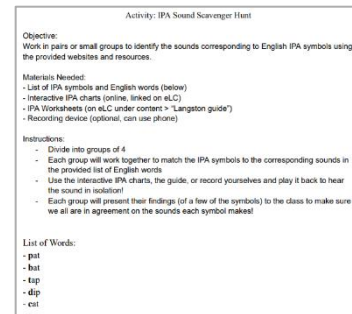 Activity: IPA Sound Scavenger Hunt
Objective:
Work in pairs or small groups to identify the sounds corresponding to English IPA symbols using
the provided websites and resources.
Materials Needed:
- List of IPA symbols and English words (below)
- Interactive IPA charts (online, linked on eLC)
- IPA Worksheets (on eLC under content > "Langston guide")
- Recording device (optional, can use phone)
Instructions:
- Divide into groups of 4
- Each group will work together to match the IPA symbols to the corresponding sounds in
the provided list of English words
- Use the interactive IPA charts, the guide, or record yourselves and play it back to hear
the sound in isolation!
- Each group will present their findings (of a few of the symbols) to the class to make sure
we all are in agreement on the sounds each symbol makes!
List of Words:
- pat
- bat
- tap
- dip
- cat